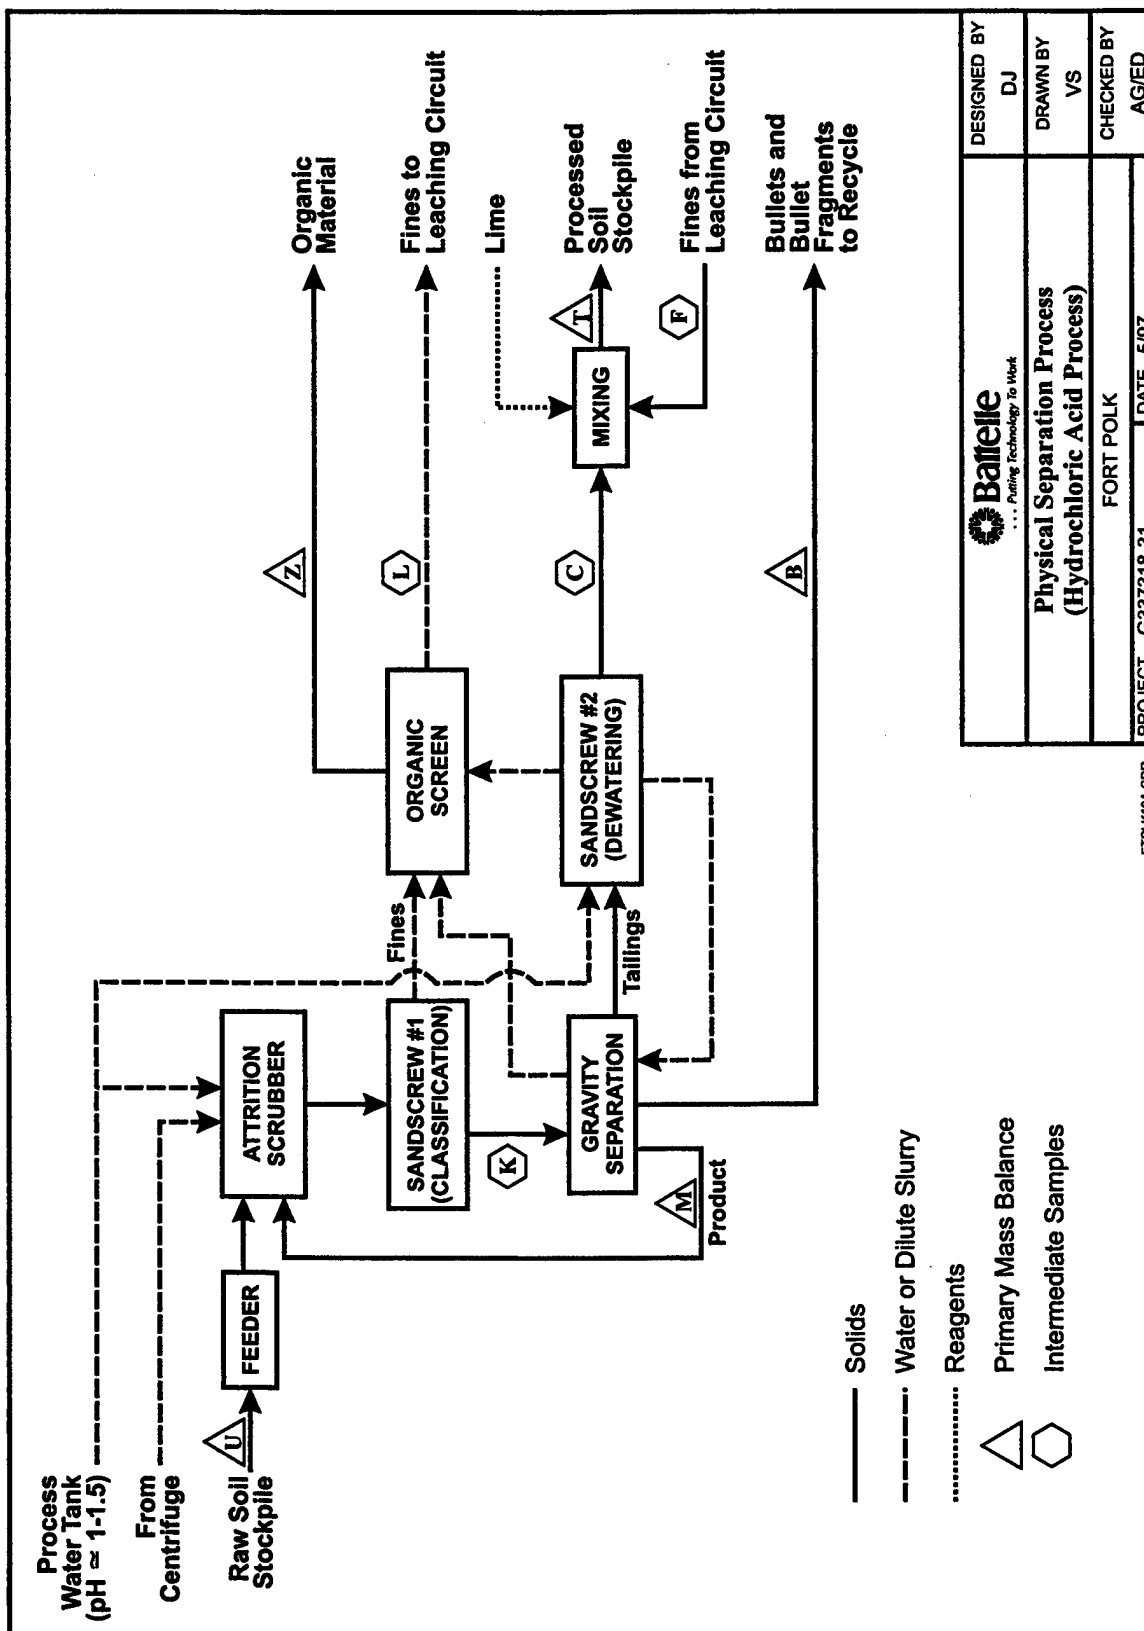 Process
Water Tank
(pH ≃ 1-1.5)
From
Centrifuge
Raw Soil
Stockpile
U
FEEDER
ATTRITION
SCRUBBER
SANDSCREW #1
(CLASSIFICATION)
K
GRAVITY
SEPARATION
M
Product
Fines
Tailings
ORGANIC
SCREEN
SANDSCREW #2
(DEWATERING)
Z
L
C
B
MIXING
T
F
Organic
Material
Fines to
Leaching Circuit
Lime
Processed
Soil
Stockpile
Fines from
Leaching Circuit
Bullets and
Bullet
Fragments
to Recycle
Solids
Water or Dilute Slurry
Reagents
Primary Mass Balance
Intermediate Samples
Battelle
. . . Putting Technology To Work
Physical Separation Process
(Hydrochloric Acid Process)
FORT POLK
DESIGNED BY
DJ
DRAWN BY
VS
CHECKED BY
AG/ED
PROJECT
DATE 5/97